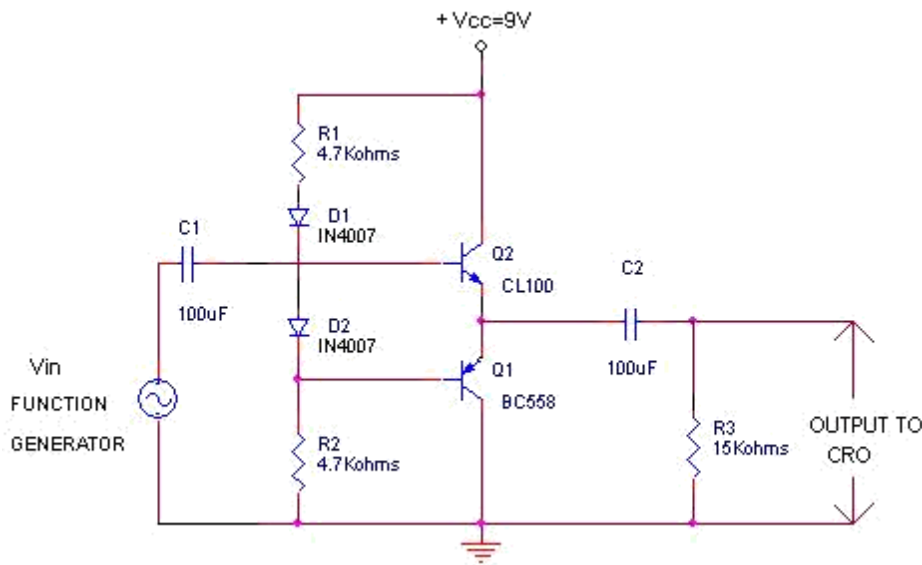 + Vcc=9V
R1
4.7Kohms
D1
IN4007
C1
100uF
Q2
CL100
C2
100uF
D2
IN4007
Q1
BC558
Vin
FUNCTION
GENERATOR
R2
4.7Kohms
R3
15Kohms
OUTPUT TO
CRO